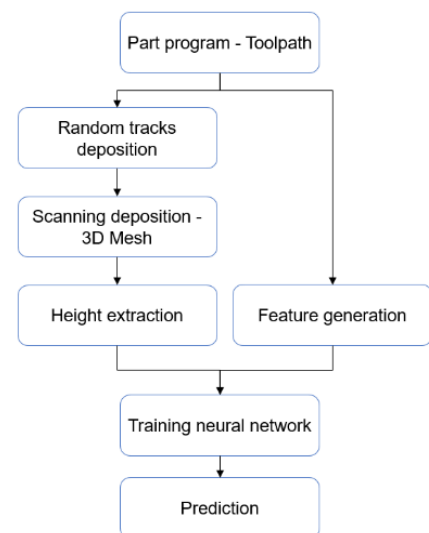 Part program - Toolpath
Random tracks
deposition
Scanning deposition -
3D Mesh
Height extraction
Feature generation
Training neural network
Prediction